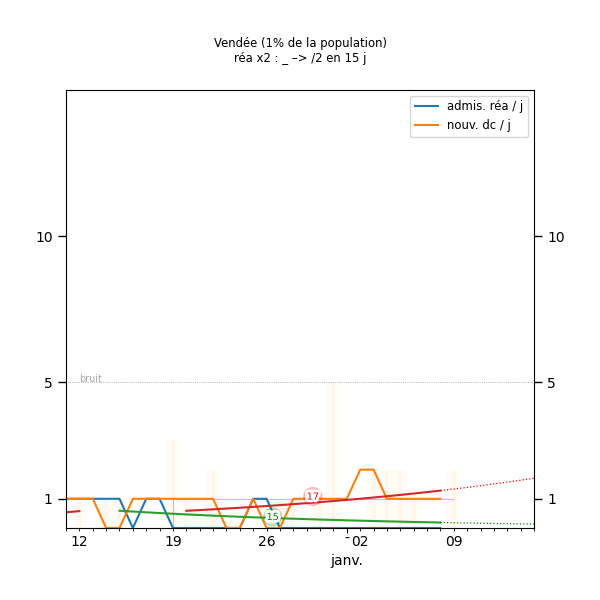 Vendée (1% de la population)
réa x2 : _ –> /2 en 15 j
admis. réa / j
nouv. dc / j
10 10
bruit
5 5
17
1 1
15
12 19 26 02 09
janv.